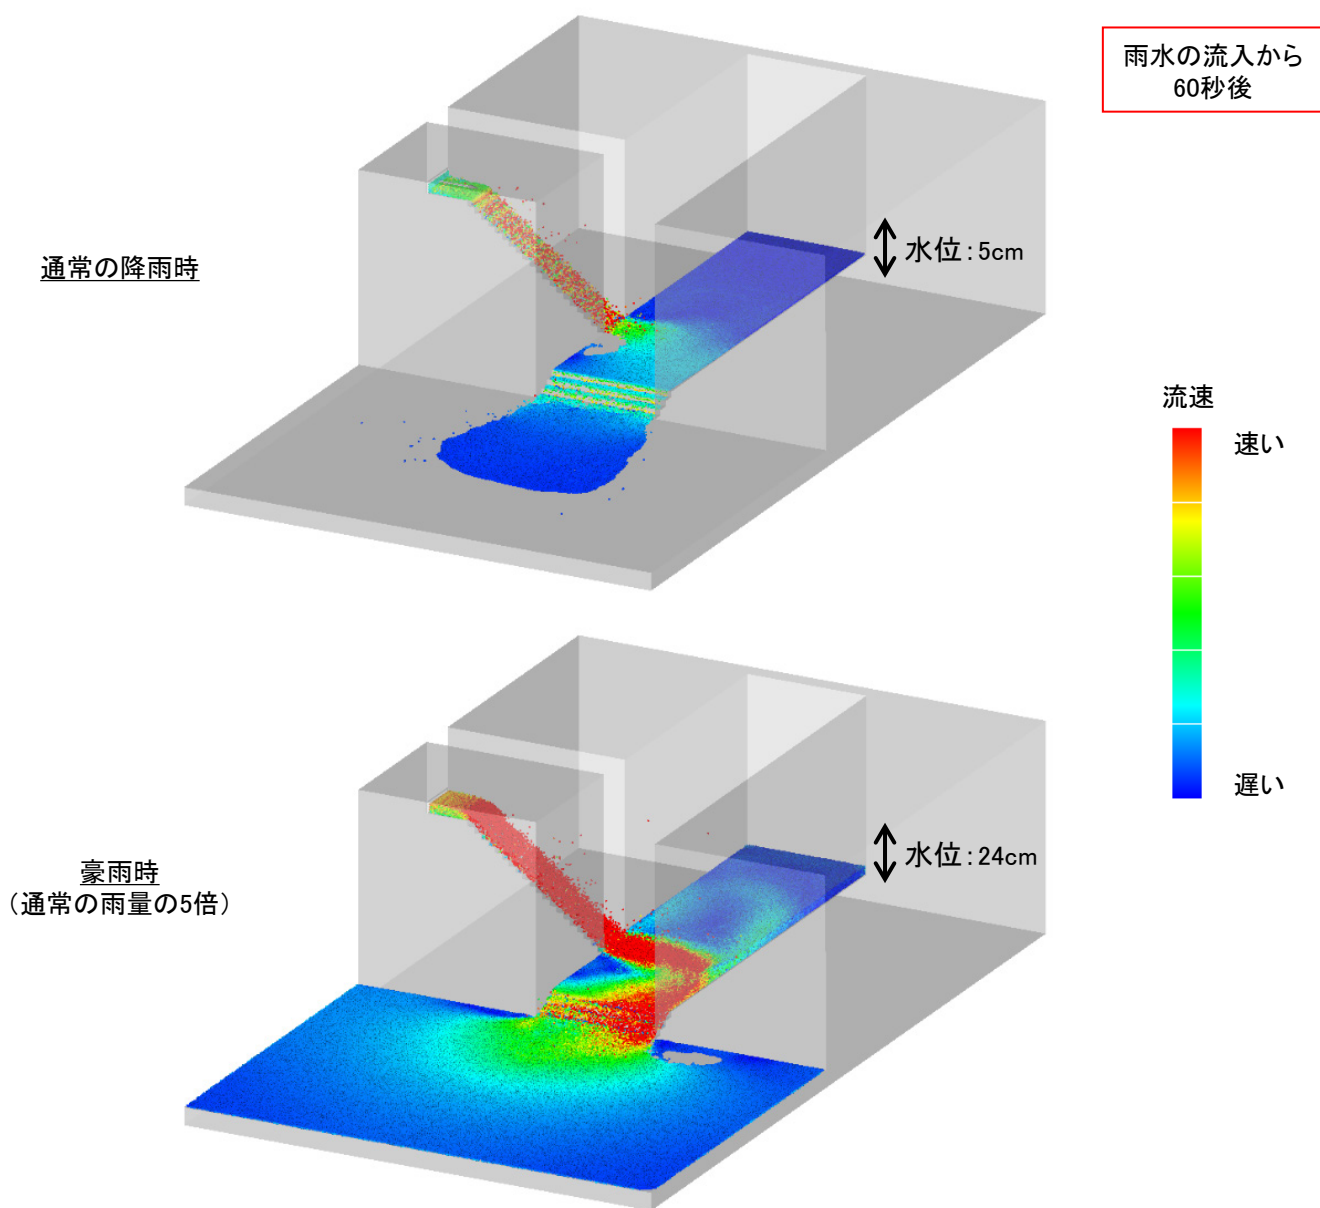 雨水の流入から
60秒後
通常の降雨時
水位：5cm
流速
速い
遅い
豪雨時
（通常の雨量の5倍）
水位：24cm